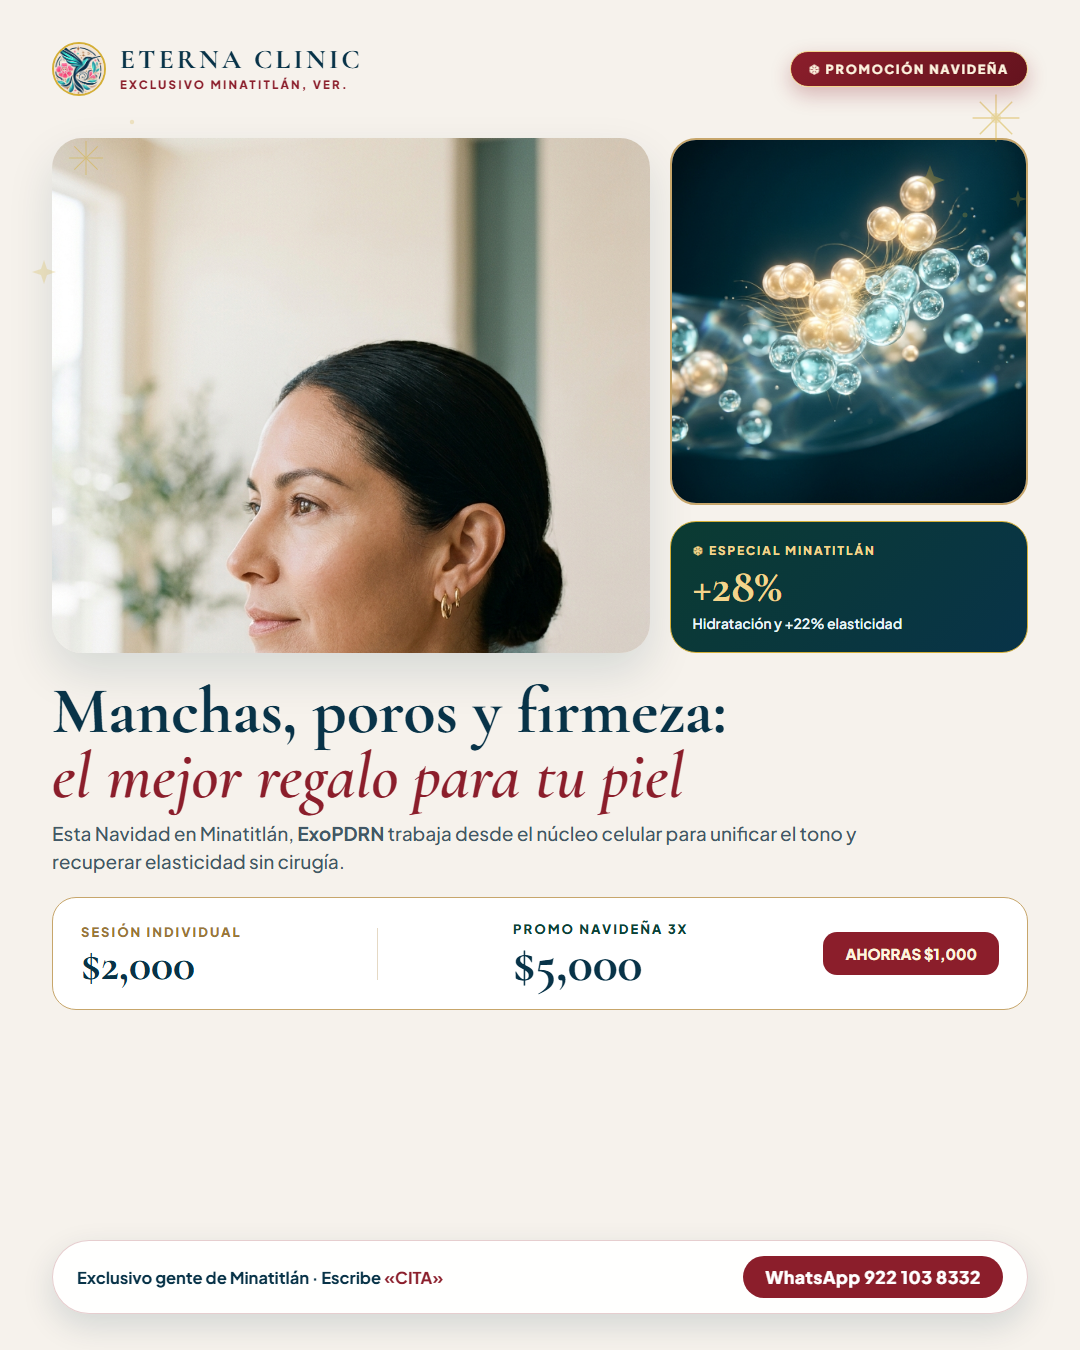 ETERNA CLINIC
EXCLUSIVO MINATITLÁN, VER.
❄ PROMOCIÓN NAVIDEÑA
❄ ESPECIAL MINATITLÁN
+28%
Hidratación y +22% elasticidad
Manchas, poros y firmeza:
el mejor regalo para tu piel
Esta Navidad en Minatitlán, ExoPDRN trabaja desde el núcleo celular para unificar el tono y
recuperar elasticidad sin cirugía.
SESIÓN INDIVIDUAL
$2,000
PROMO NAVIDEÑA 3X
$5,000
AHORRAS $1,000
Exclusivo gente de Minatitlán · Escribe «CITA»
WhatsApp 922 103 8332